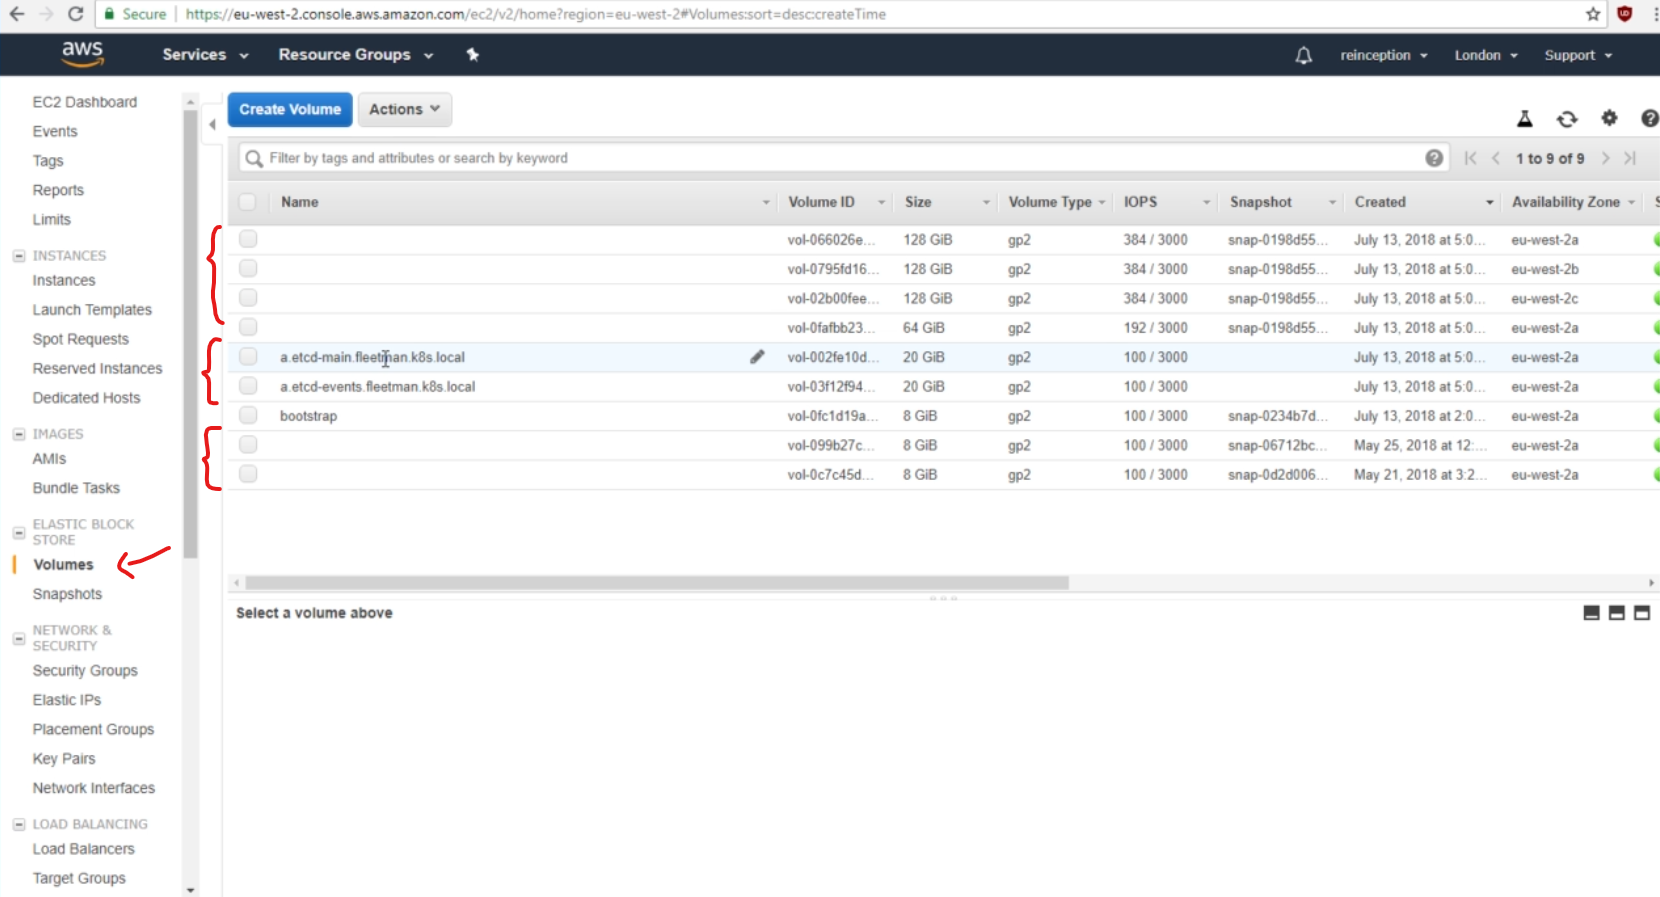 Secure https://eu-west-2.console.aws.amazon.com/ec2/v2/home?region=eu-west-2#Volumes:sort=desc:createTime
aws Services Resource Groups reinception London Support
EC2 Dashboard
Events
Tags
Reports
Limits
INSTANCES
Instances
Launch Templates
Spot Requests
Reserved Instances
Dedicated Hosts
IMAGES
AMIs
Bundle Tasks
ELASTIC BLOCK
STORE
Volumes
Snapshots
NETWORK &
SECURITY
Security Groups
Elastic IPs
Placement Groups
Key Pairs
Network Interfaces
LOAD BALANCING
Load Balancers
Target Groups
Create Volume Actions
Filter by tags and attributes or search by keyword 1 to 9 of 9
Name Volume ID Size Volume Type IOPS Snapshot Created Availability Zone S
vol-066026e... 128 GiB gp2 384 / 3000 snap-0198d55... July 13, 2018 at 5:0... eu-west-2a
vol-0795fd16... 128 GiB gp2 384 / 3000 snap-0198d55... July 13, 2018 at 5:0... eu-west-2b
vol-02b00fee... 128 GiB gp2 384 / 3000 snap-0198d55... July 13, 2018 at 5:0... eu-west-2c
vol-0fafbb23... 64 GiB gp2 192 / 3000 snap-0198d55... July 13, 2018 at 5:0... eu-west-2a
a.etcd-main.fleetman.k8s.local vol-002fe10d... 20 GiB gp2 100 / 3000 July 13, 2018 at 5:0... eu-west-2a
a.etcd-events.fleetman.k8s.local vol-03f12f94... 20 GiB gp2 100 / 3000 July 13, 2018 at 5:0... eu-west-2a
bootstrap vol-0fc1d19a... 8 GiB gp2 100 / 3000 snap-0234b7d... July 13, 2018 at 2:0... eu-west-2a
vol-099b27c... 8 GiB gp2 100 / 3000 snap-06712bc... May 25, 2018 at 12:... eu-west-2a
vol-0c7c45d... 8 GiB gp2 100 / 3000 snap-0d2d006... May 21, 2018 at 3:2... eu-west-2a
Select a volume above